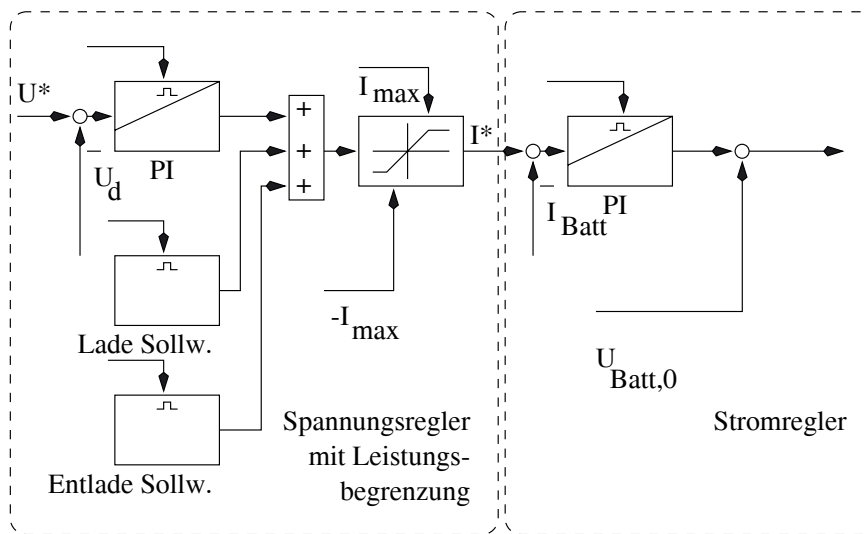 U*
I max
I*
+
+
+
_
U d
PI
_
I Batt
PI
-I max
Lade Sollw.
U Batt,0
Spannungsregler
mit Leistungs-
begrenzung
Stromregler
Entlade Sollw.